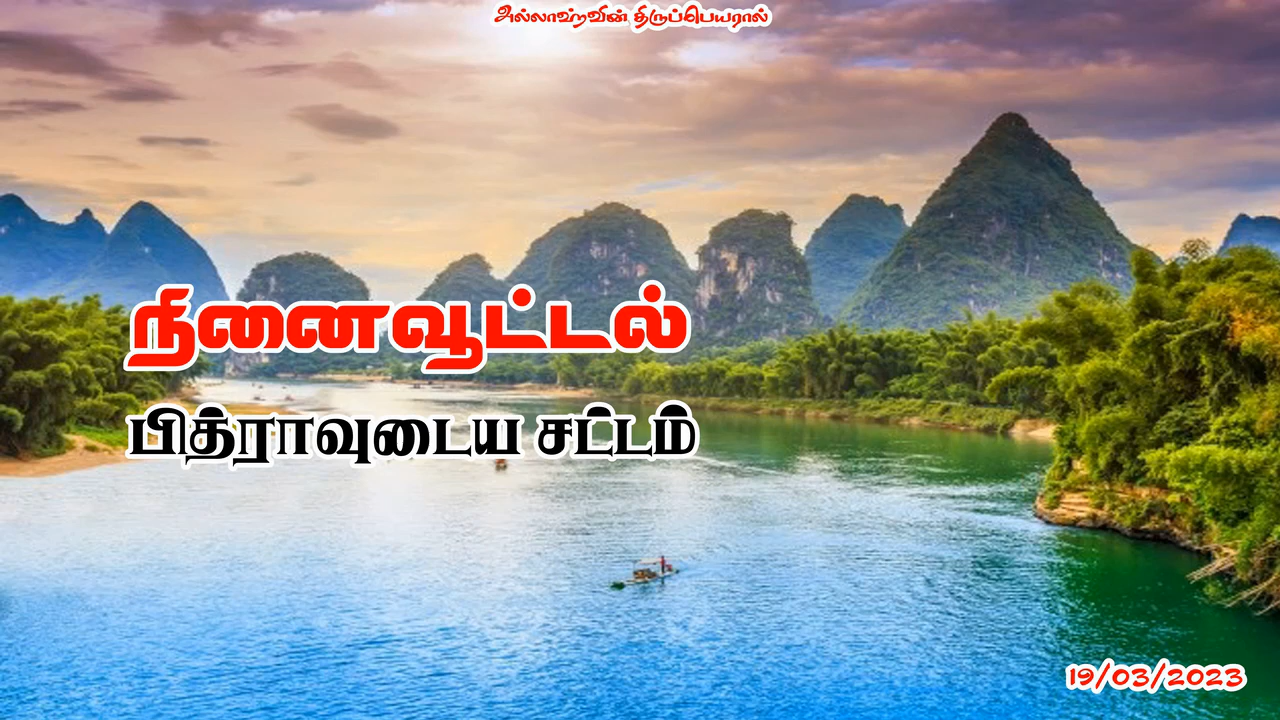 அல்லாஹ்வின் திருப்பெயரால்
நினைவூட்டல்
பித்ராவுடைய சட்டம்
19/03/2023